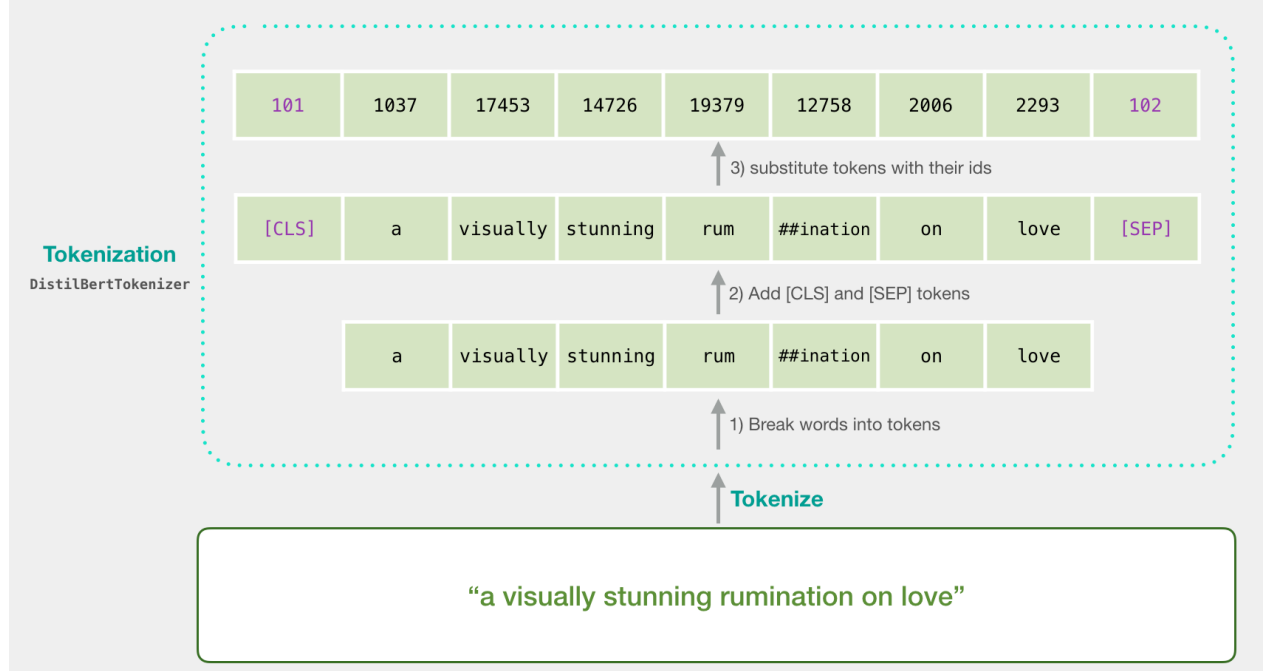 101 1037 17453 14726 19379 12758 2006 2293 102
3) substitute tokens with their ids
[CLS] a visually stunning rum ##ination on love [SEP]
Tokenization
DistilBertTokenizer
2) Add [CLS] and [SEP] tokens
a visually stunning rum ##ination on love
1) Break words into tokens
Tokenize
“a visually stunning rumination on love”